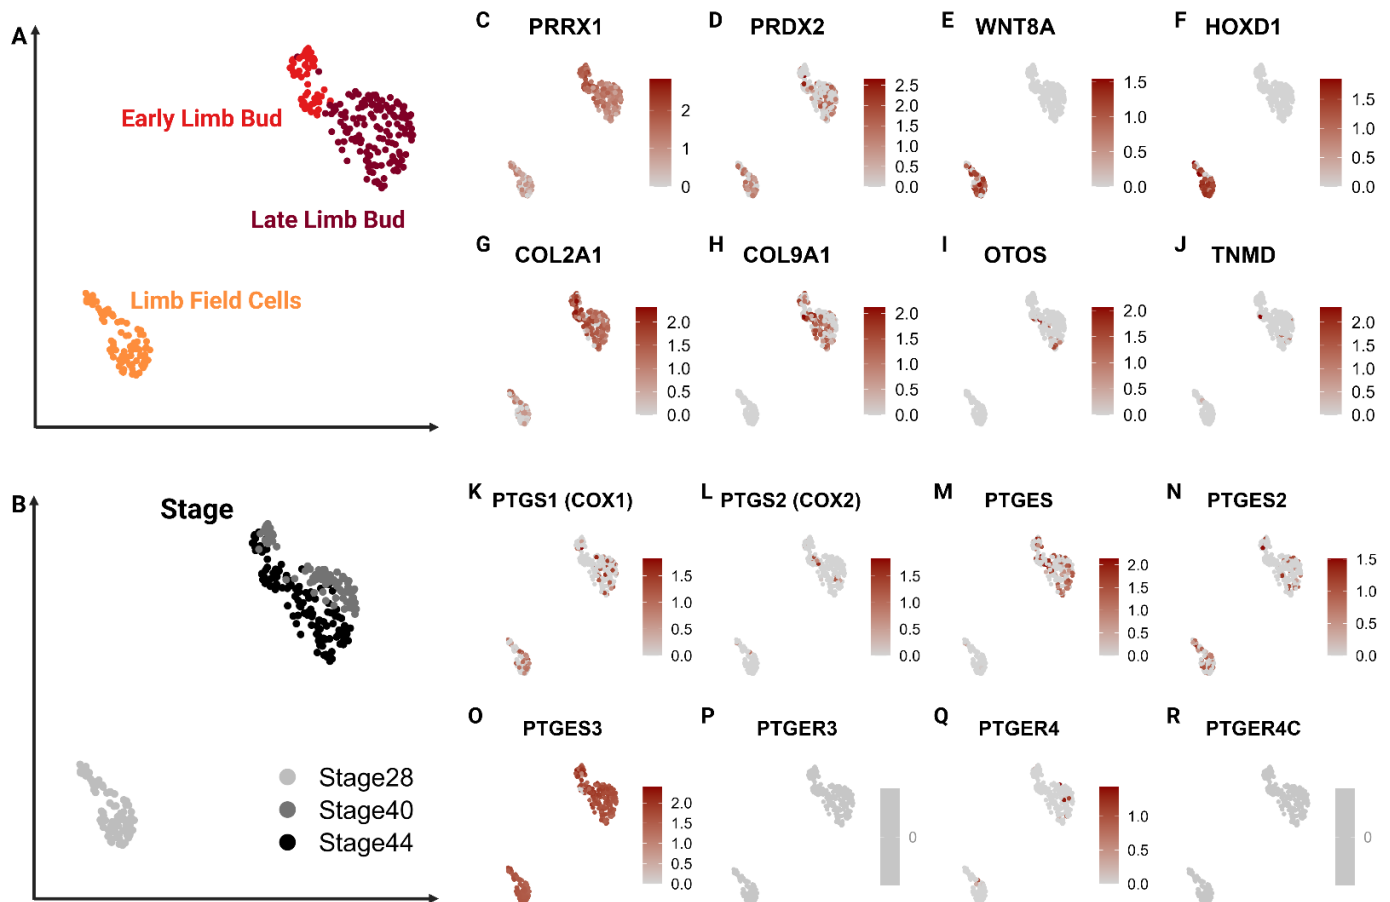 A
Early Limb Bud
Late Limb Bud
Limb Field Cells
B
Stage
Stage28
Stage40
Stage44
C PRRX1
2
1
0
D PRDX2
2.5
2.0
1.5
1.0
0.5
0.0
E WNT8A
1.5
1.0
0.5
0.0
F HOXD1
1.5
1.0
0.5
0.0
G COL2A1
2.0
1.5
1.0
0.5
0.0
H COL9A1
2.0
1.5
1.0
0.5
0.0
I OTOS
2.0
1.5
1.0
0.5
0.0
J TNMD
2.0
1.5
1.0
0.5
0.0
K PTGS1 (COX1)
1.5
1.0
0.5
0.0
L PTGS2 (COX2)
1.5
1.0
0.5
0.0
M PTGES
2.0
1.5
1.0
0.5
0.0
N PTGES2
1.5
1.0
0.5
0.0
O PTGES3
2.0
1.5
1.0
0.5
0.0
P PTGER3
0
Q PTGER4
1.0
0.5
0.0
R PTGER4C
0